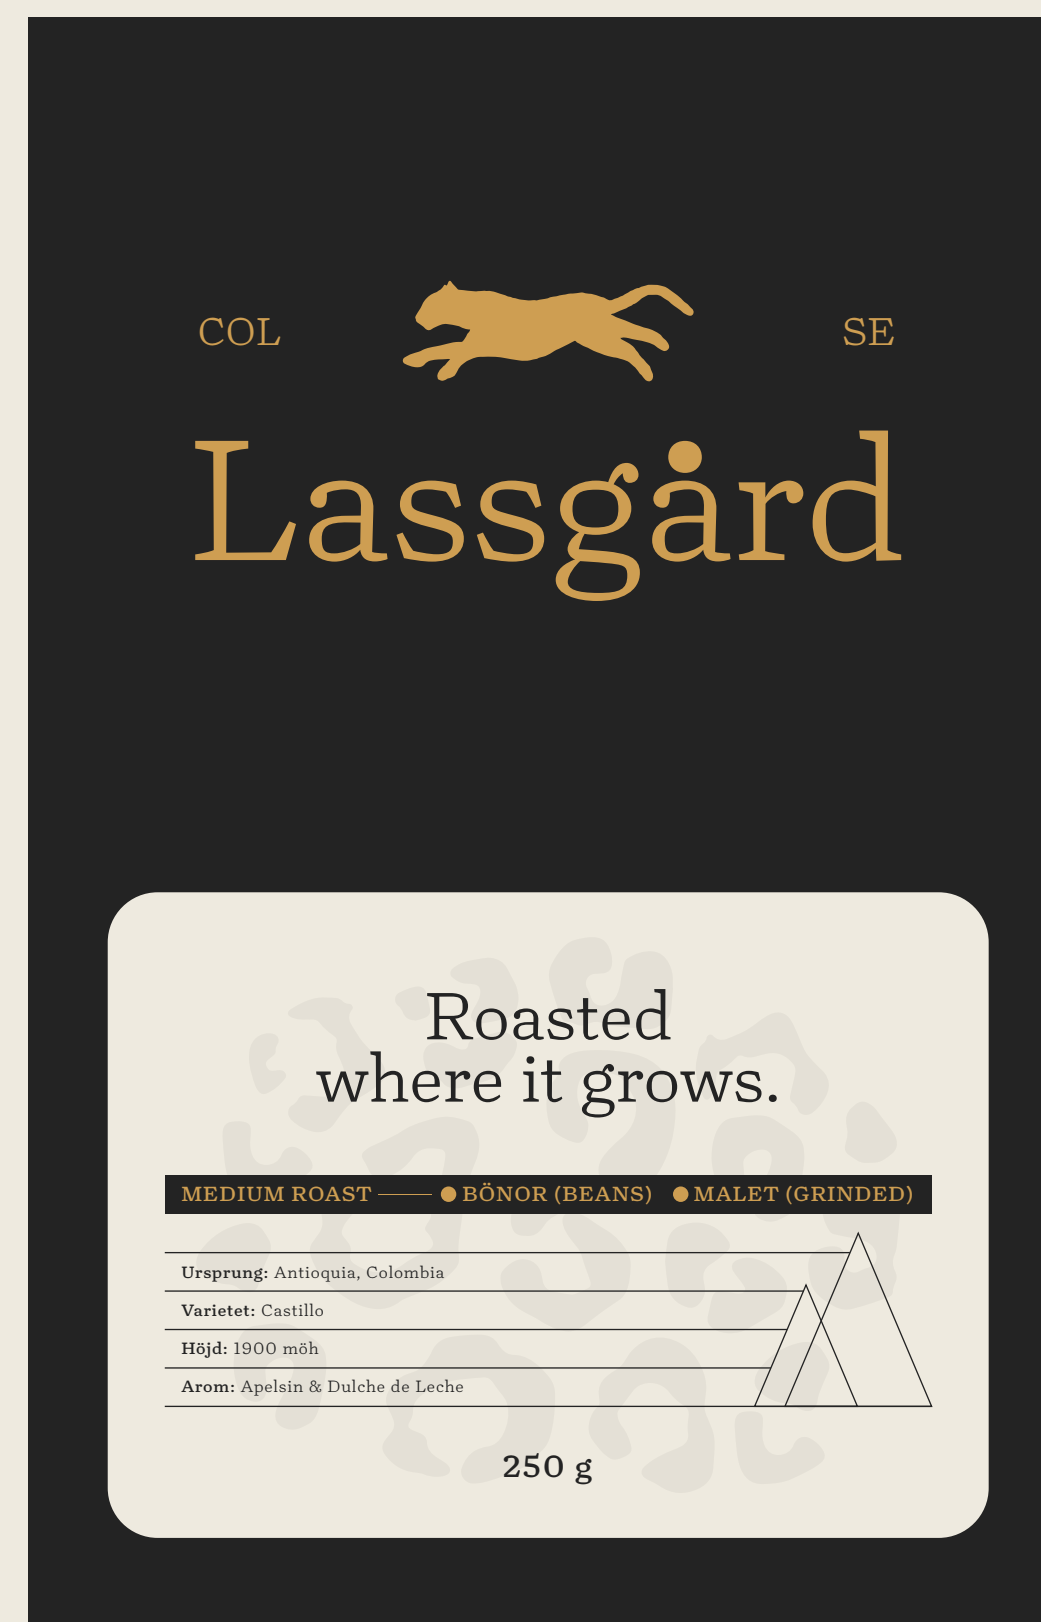 COL SE
Lassgård
Roasted
where it grows.
MEDIUM ROAST BÖNOR (BEANS) MALET (GRINDED)
Ursprung: Antioquia, Colombia
Varietet: Castillo
Höjd: 1900 möh
Arom: Apelsin & Dulche de Leche
250 g